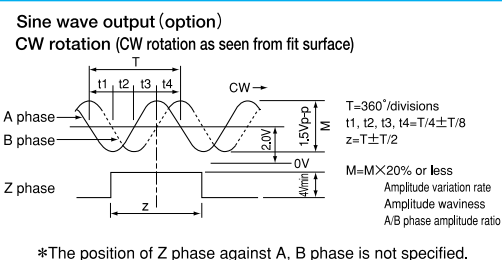 Sine wave output (option)
CW rotation (CW rotation as seen from fit surface)
T
t1 t2 t3 t4
CW
A phase
B phase
2.0V
1.5Vp-p
M
0V
Z phase
4Vmin
z
T=360°/divisions
t1, t2, t3, t4=T/4±T/8
z=T±T/2
M=M×20% or less
Amplitude variation rate
Amplitude waviness
A/B phase amplitude ratio
*The position of Z phase against A, B phase is not specified.